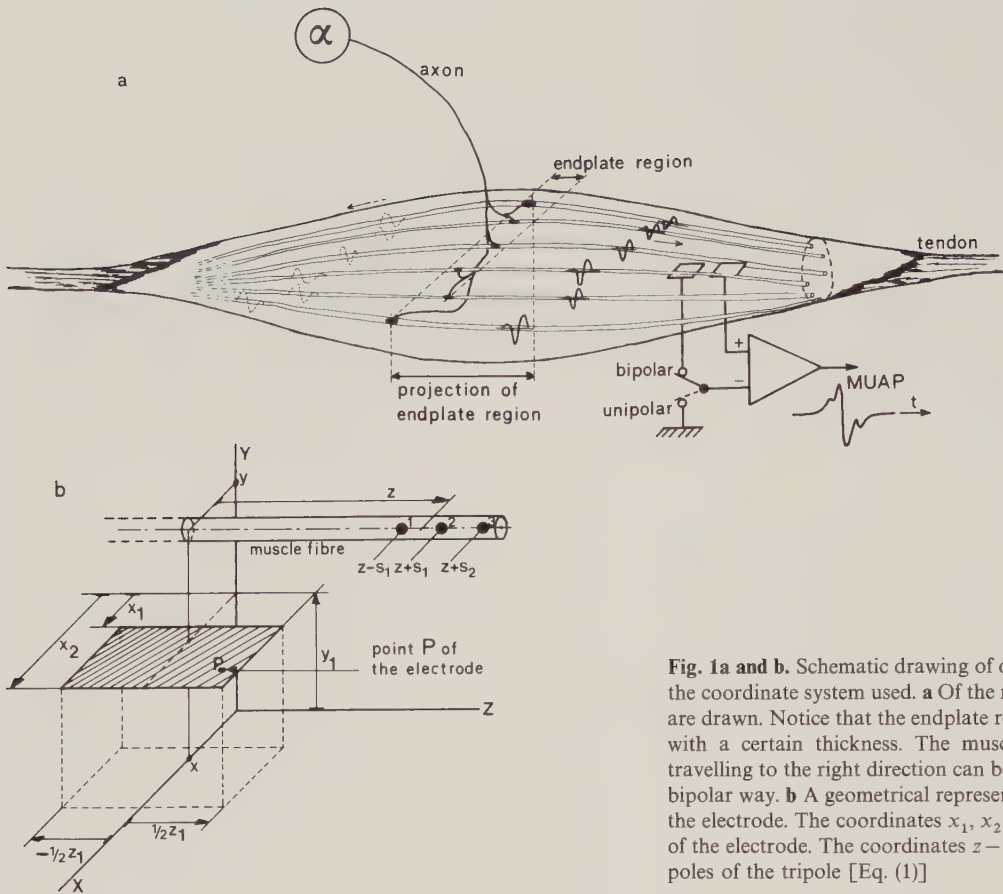 α
a
axon
endplate region
tendon
bipolar
unipolar
+
−
MUAP
t
projection of
endplate region
b
Y
y
z
1 2 3
muscle fibre
z-s₁ z+s₁ z+s₂
x₁
x₂
y₁
P
point P of
the electrode
Z
x
½z₁
-½z₁
X
Fig. 1a and b. Schematic drawing of o
the coordinate system used. a Of the n
are drawn. Notice that the endplate re
with a certain thickness. The musc
travelling to the right direction can be
bipolar way. b A geometrical represen
the electrode. The coordinates x₁, x₂
of the electrode. The coordinates z−
poles of the tripole [Eq. (1)]